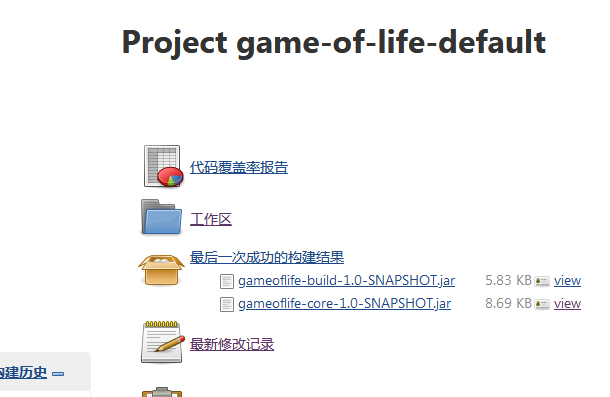 Project game-of-life-default
代码覆盖率报告
工作区
最后一次成功的构建结果
gameoflife-build-1.0-SNAPSHOT.jar 5.83 KB view
gameoflife-core-1.0-SNAPSHOT.jar 8.69 KB view
最新修改记录
构建历史